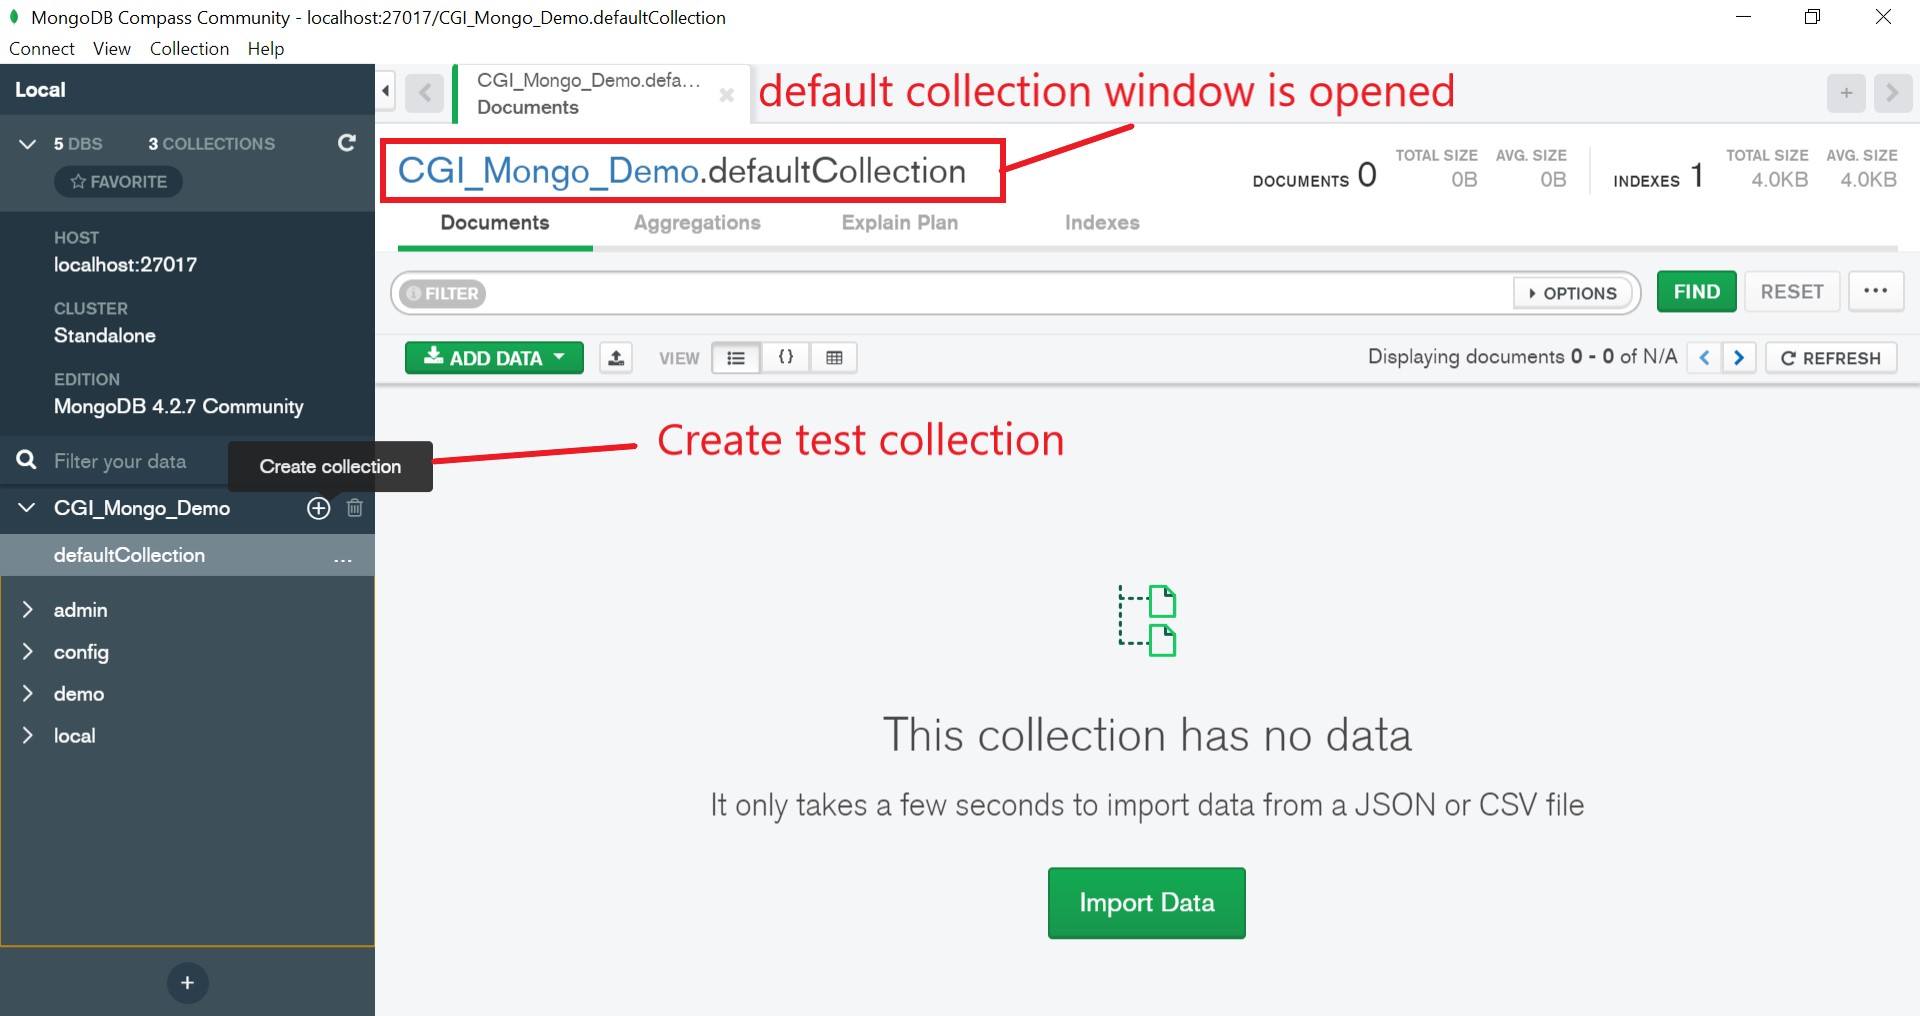 MongoDB Compass Community - localhost:27017/CGI_Mongo_Demo.defaultCollection
Connect View Collection Help
Local
5 DBS 3 COLLECTIONS
FAVORITE
HOST
localhost:27017
CLUSTER
Standalone
EDITION
MongoDB 4.2.7 Community
Filter your data
Create collection
CGI_Mongo_Demo
defaultCollection ...
admin
config
demo
local
+
CGI_Mongo_Demo.defa...
Documents
default collection window is opened
CGI_Mongo_Demo.defaultCollection
DOCUMENTS 0 TOTAL SIZE 0B AVG. SIZE 0B INDEXES 1 TOTAL SIZE 4.0KB AVG. SIZE 4.0KB
Documents Aggregations Explain Plan Indexes
FILTER OPTIONS FIND RESET ...
ADD DATA VIEW {} Displaying documents 0 - 0 of N/A REFRESH
Create test collection
This collection has no data
It only takes a few seconds to import data from a JSON or CSV file
Import Data